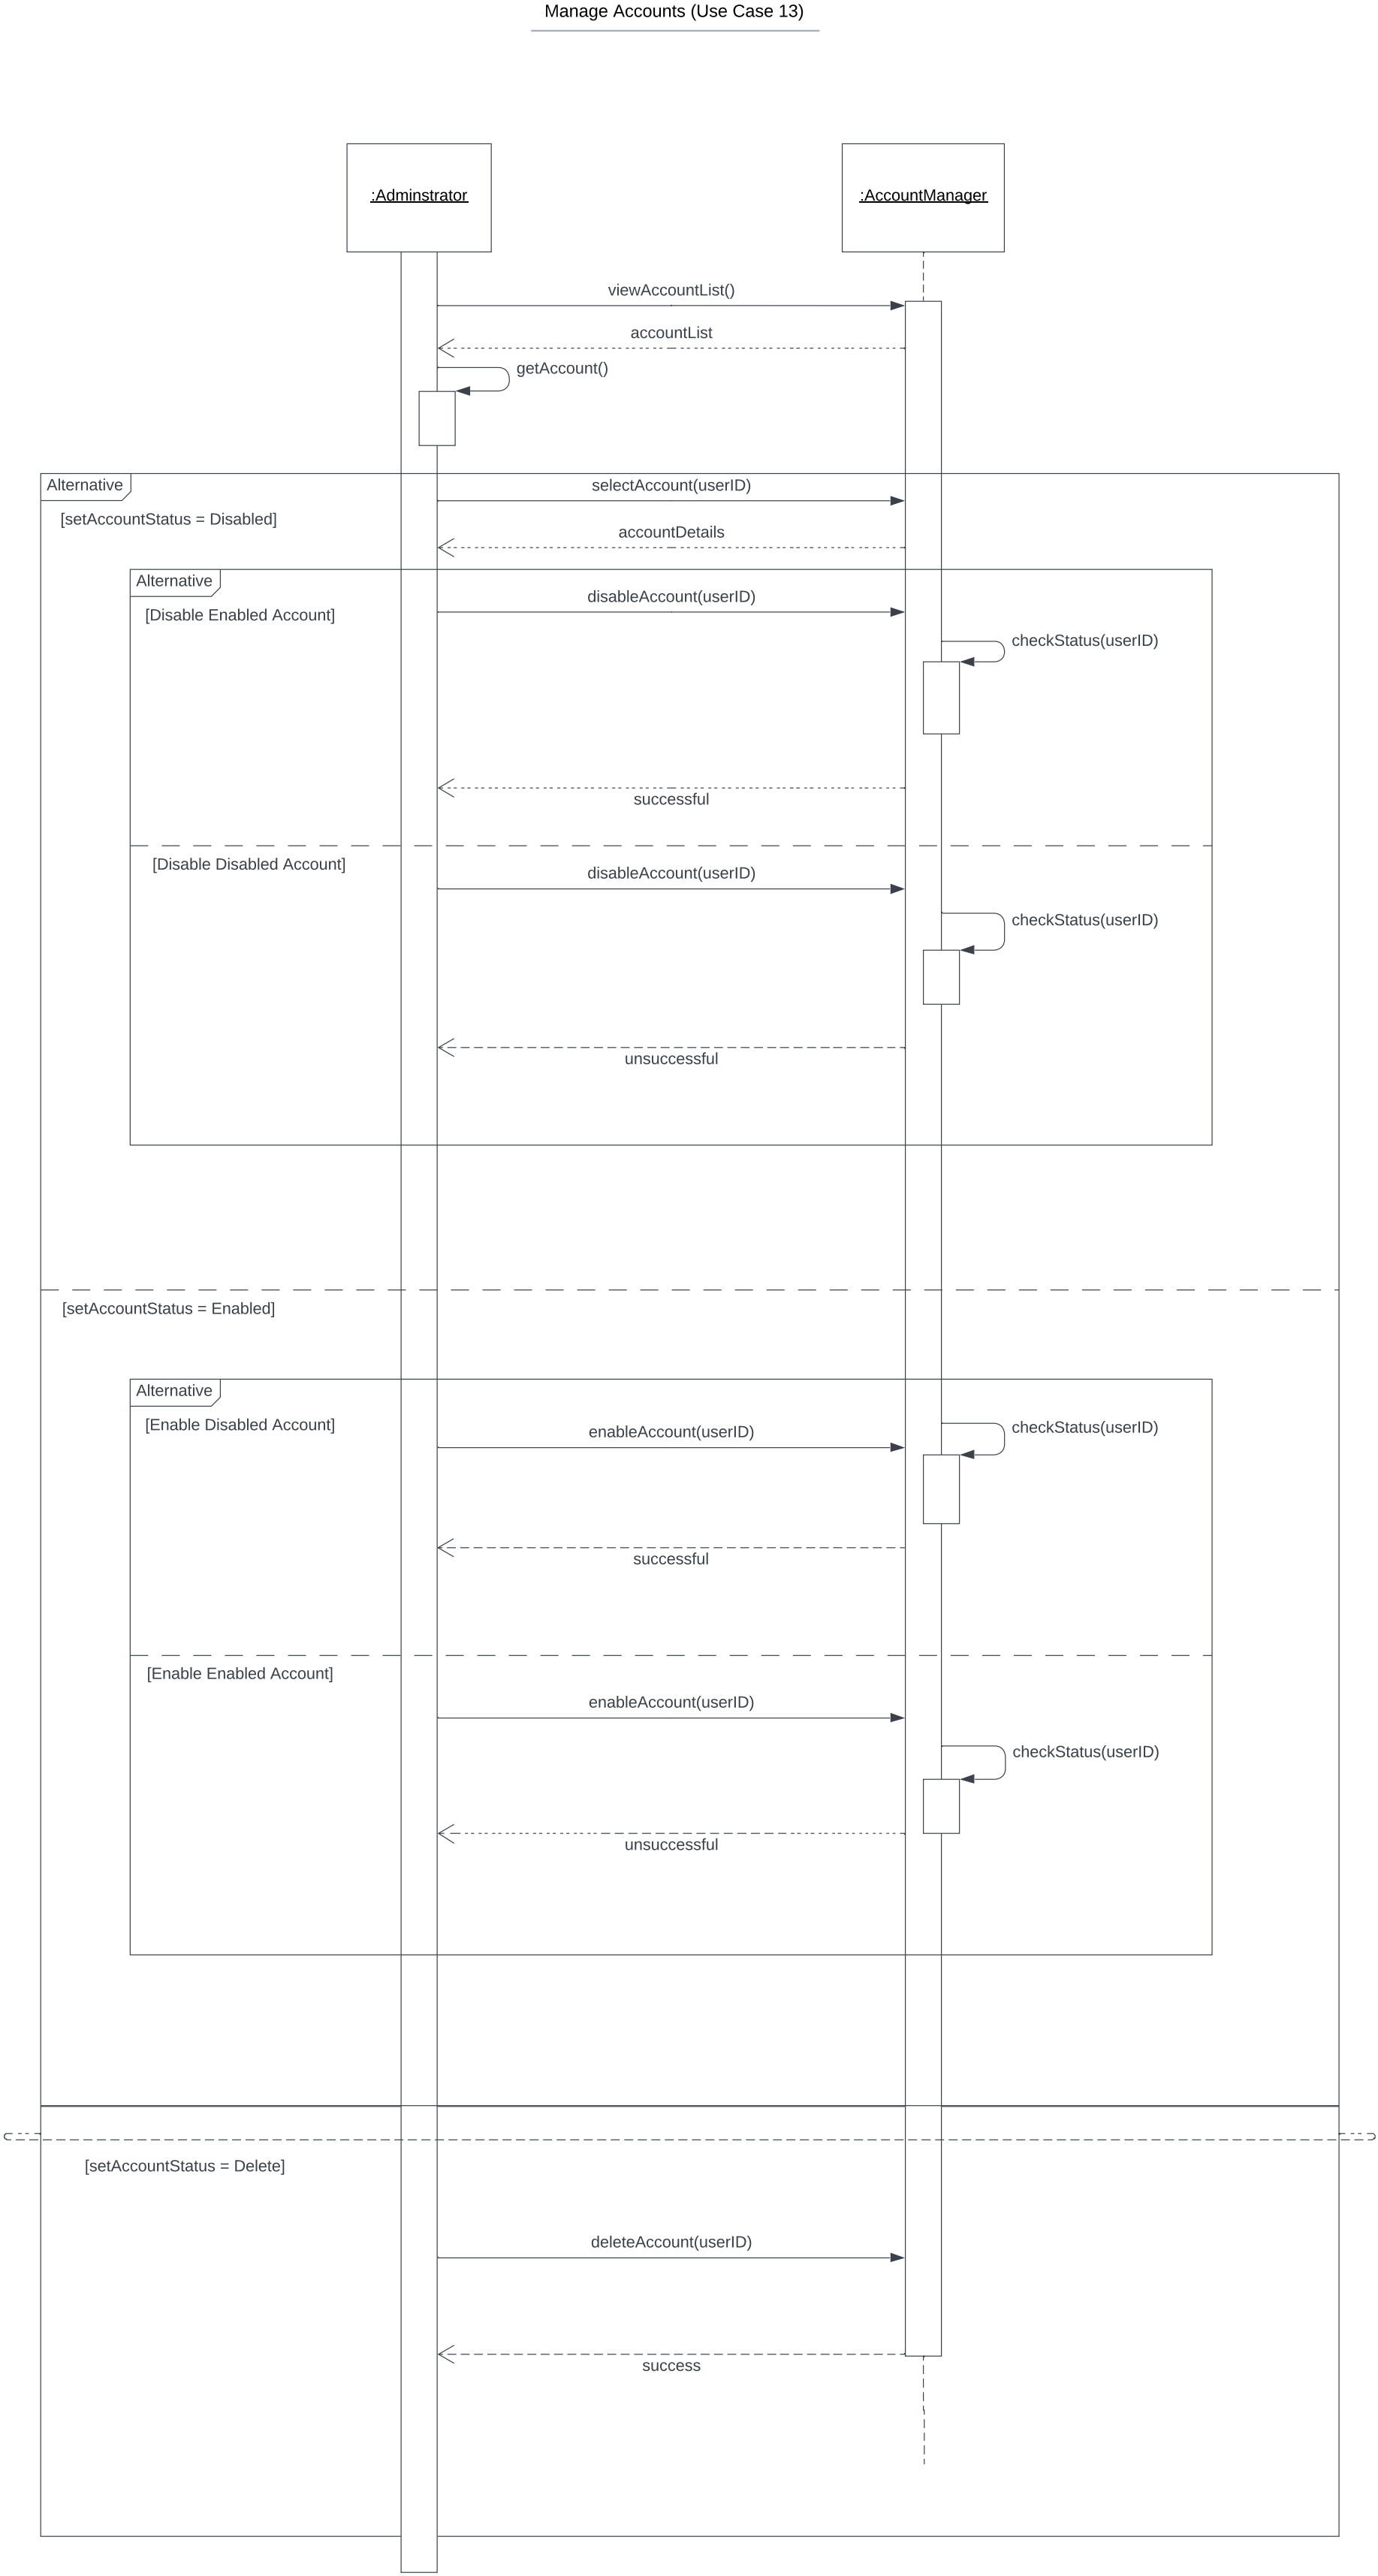 Manage Accounts (Use Case 13)
:Adminstrator
:AccountManager
viewAccountList()
accountList
getAccount()
Alternative
selectAccount(userID)
[setAccountStatus = Disabled]
accountDetails
Alternative
disableAccount(userID)
[Disable Enabled Account]
checkStatus(userID)
successful
[Disable Disabled Account]
disableAccount(userID)
checkStatus(userID)
unsuccessful
[setAccountStatus = Enabled]
Alternative
[Enable Disabled Account]
enableAccount(userID)
checkStatus(userID)
successful
[Enable Enabled Account]
enableAccount(userID)
checkStatus(userID)
unsuccessful
[setAccountStatus = Delete]
deleteAccount(userID)
success